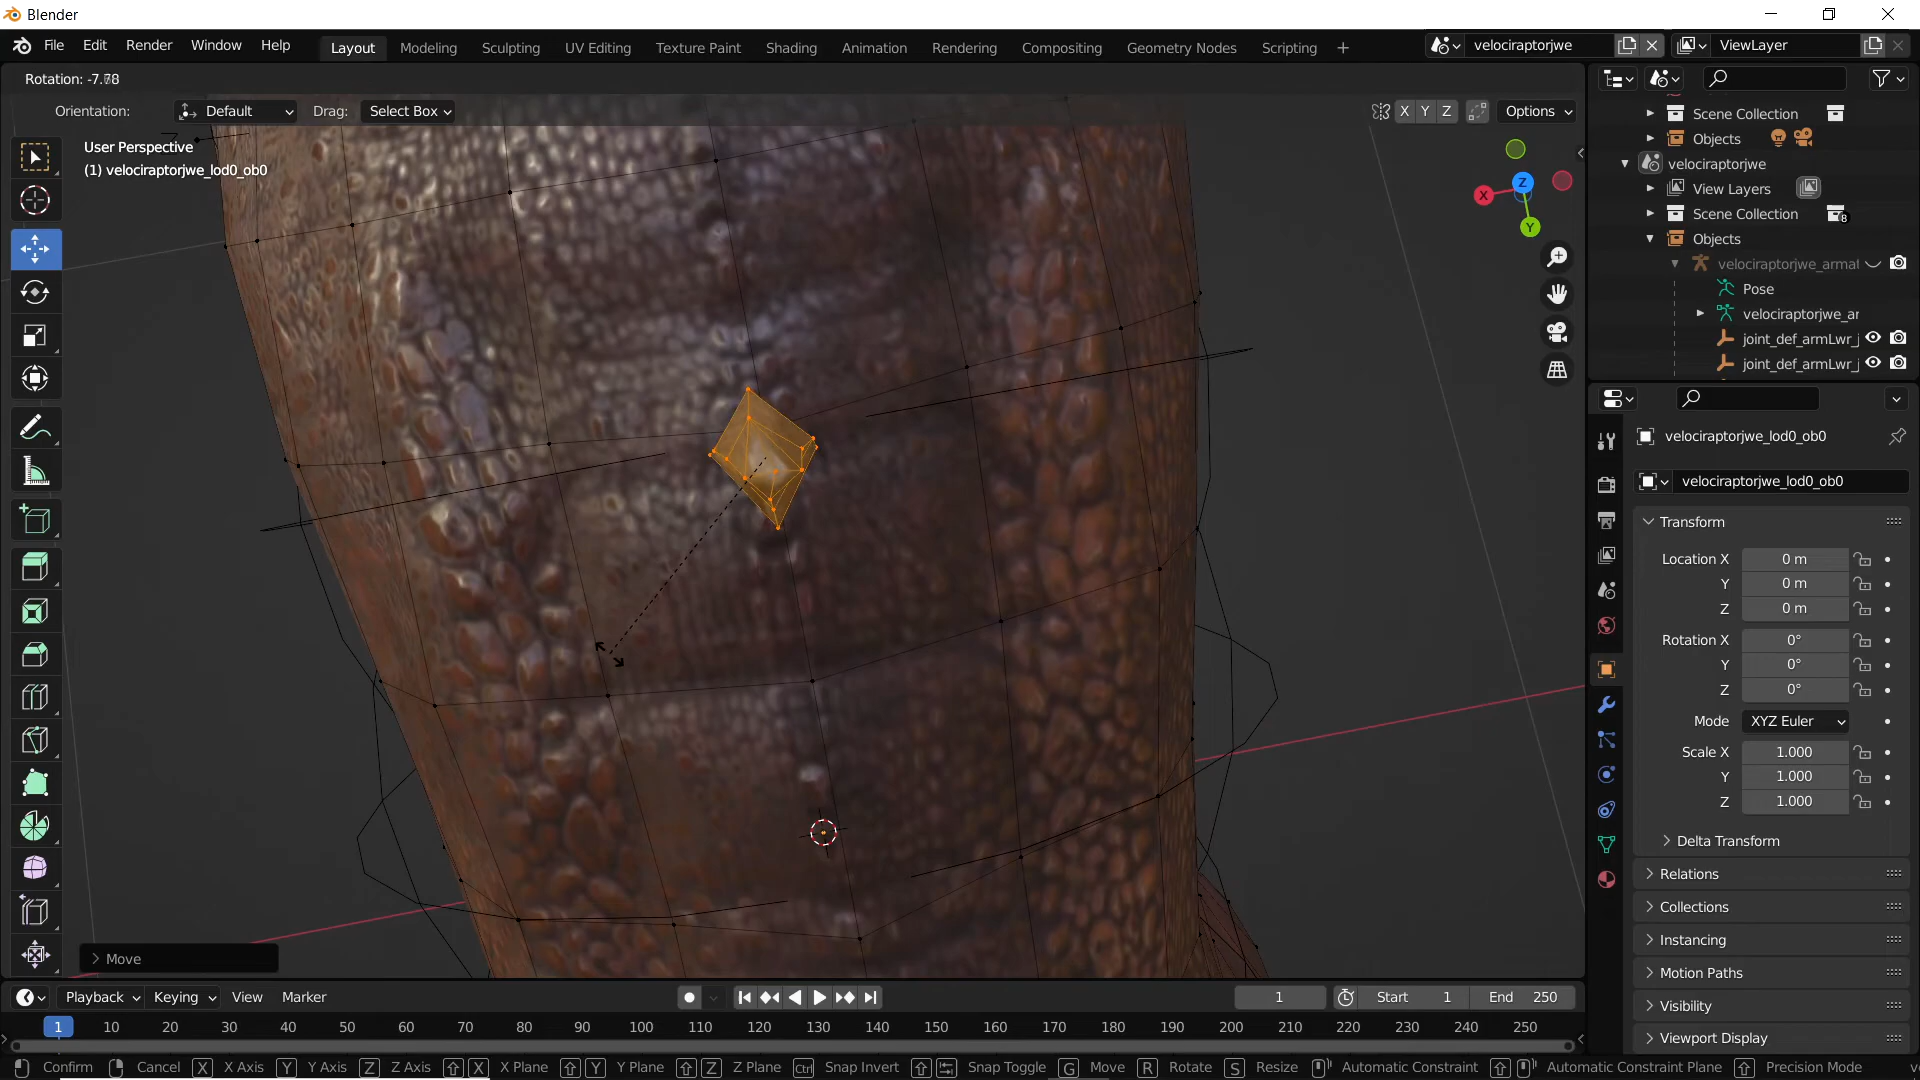 Blender
File Edit Render Window Help Layout Modeling Sculpting UV Editing Texture Paint Shading Animation Rendering Compositing Geometry Nodes Scripting velociraptorjwe ViewLayer
Orientation: Default Drag: Select Box X Y Z Options
User Perspective
(1) velociraptorjwe_lod0_ob0
Z
X
Y
Scene Collection
Objects
velociraptorjwe
View Layers
Scene Collection 8
Objects
velociraptorjwe_armat
Pose
velociraptorjwe_ar
joint_def_armLwr_j
joint_def_armLwr_j
velociraptorjwe_lod0_ob0
velociraptorjwe_lod0_ob0
Transform
Location X 0 m
Y 0 m
Z 0 m
Rotation X 0°
Y 0°
Z 0°
Mode XYZ Euler
Scale X 1.000
Y 1.000
Z 1.000
Delta Transform
Relations
Collections
Instancing
Motion Paths
Visibility
Viewport Display
Move
Playback Keying View Marker 1 Start 1 End 250
1 10 20 30 40 50 60 70 80 90 100 110 120 130 140 150 160 170 180 190 200 210 220 230 240 250
Confirm Cancel X X Axis Y Y Axis Z Z Axis X X Plane Y Y Plane Z Z Plane Ctrl Snap Invert Snap Toggle G Move R Rotate S Resize Automatic Constraint Automatic Constraint Plane Precision Mode